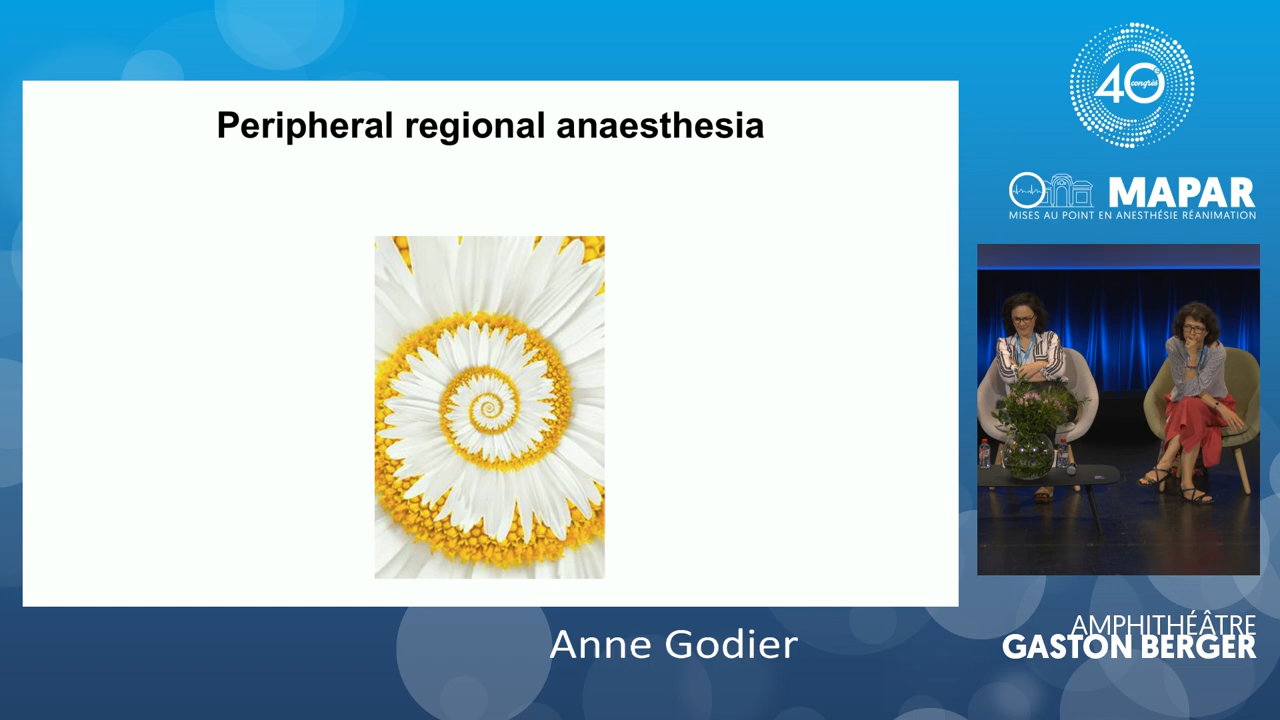 Peripheral regional anaesthesia
40
e
congrès
MAPAR
MISES AU POINT EN ANESTHÉSIE RÉANIMATION
Anne Godier
AMPHITHÉÂTRE
GASTON BERGER